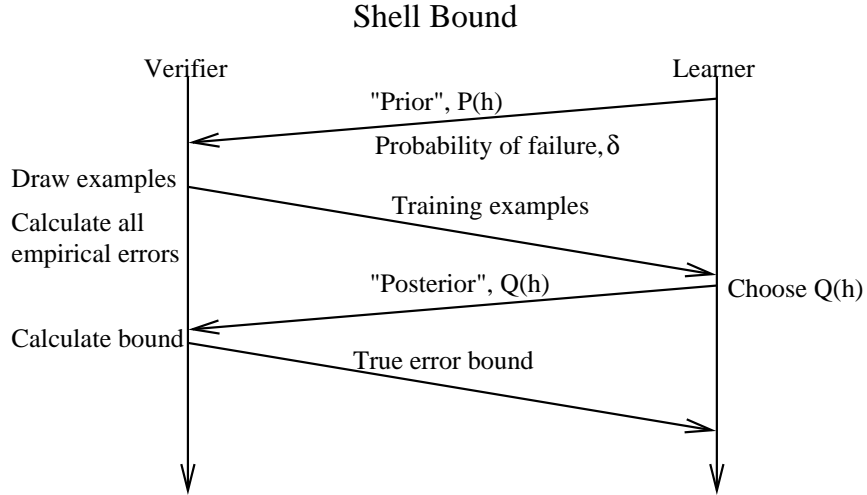 Shell Bound
Verifier
Learner
"Prior", P(h)
Probability of failure, δ
Draw examples
Training examples
Calculate all
empirical errors
"Posterior", Q(h)
Choose Q(h)
Calculate bound
True error bound